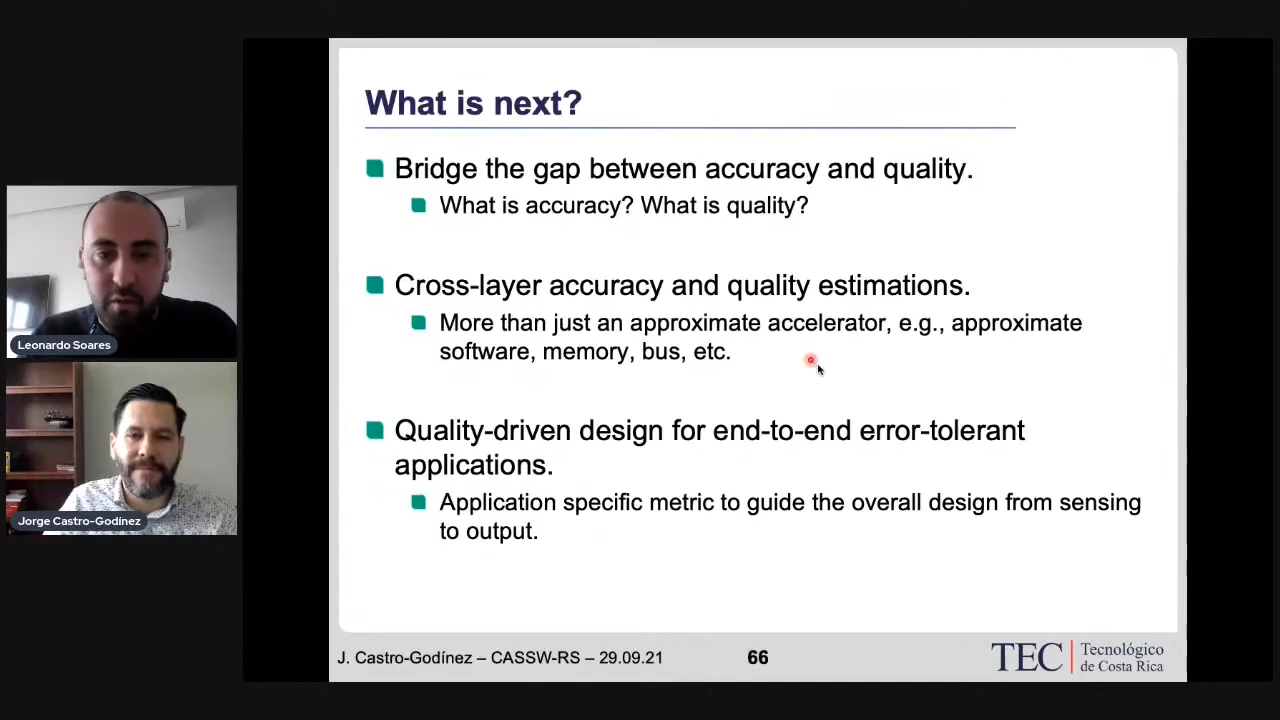 What is next?
Bridge the gap between accuracy and quality.
What is accuracy? What is quality?
Cross-layer accuracy and quality estimations.
More than just an approximate accelerator, e.g., approximate
software, memory, bus, etc.
Quality-driven design for end-to-end error-tolerant
applications.
Application specific metric to guide the overall design from sensing
to output.
J. Castro-Godínez – CASSW-RS – 29.09.21
66
TEC
Tecnológico
de Costa Rica
Leonardo Soares
Jorge Castro-Godínez